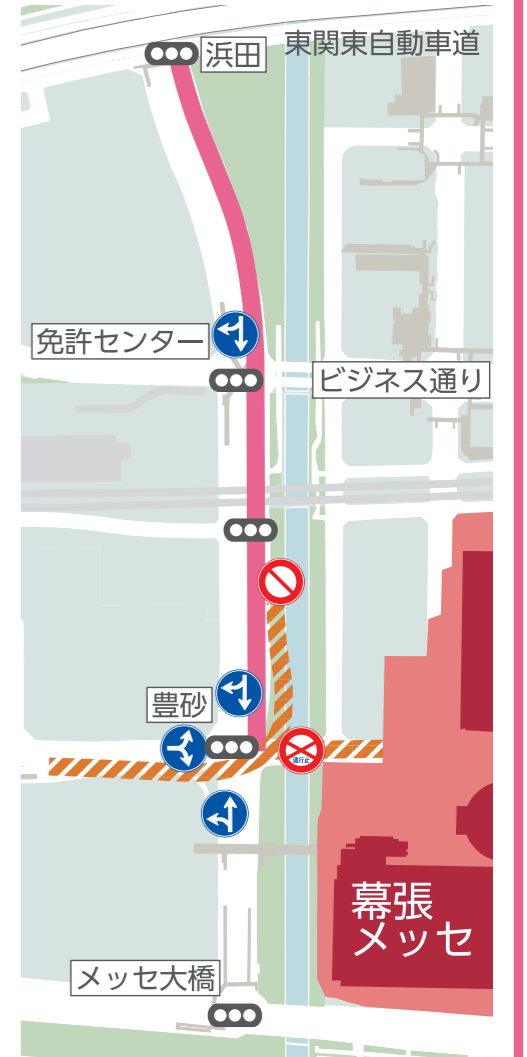 浜田
東関東自動車道
免許センター
ビジネス通り
豊砂
通行止
幕張
メッセ
メッセ大橋